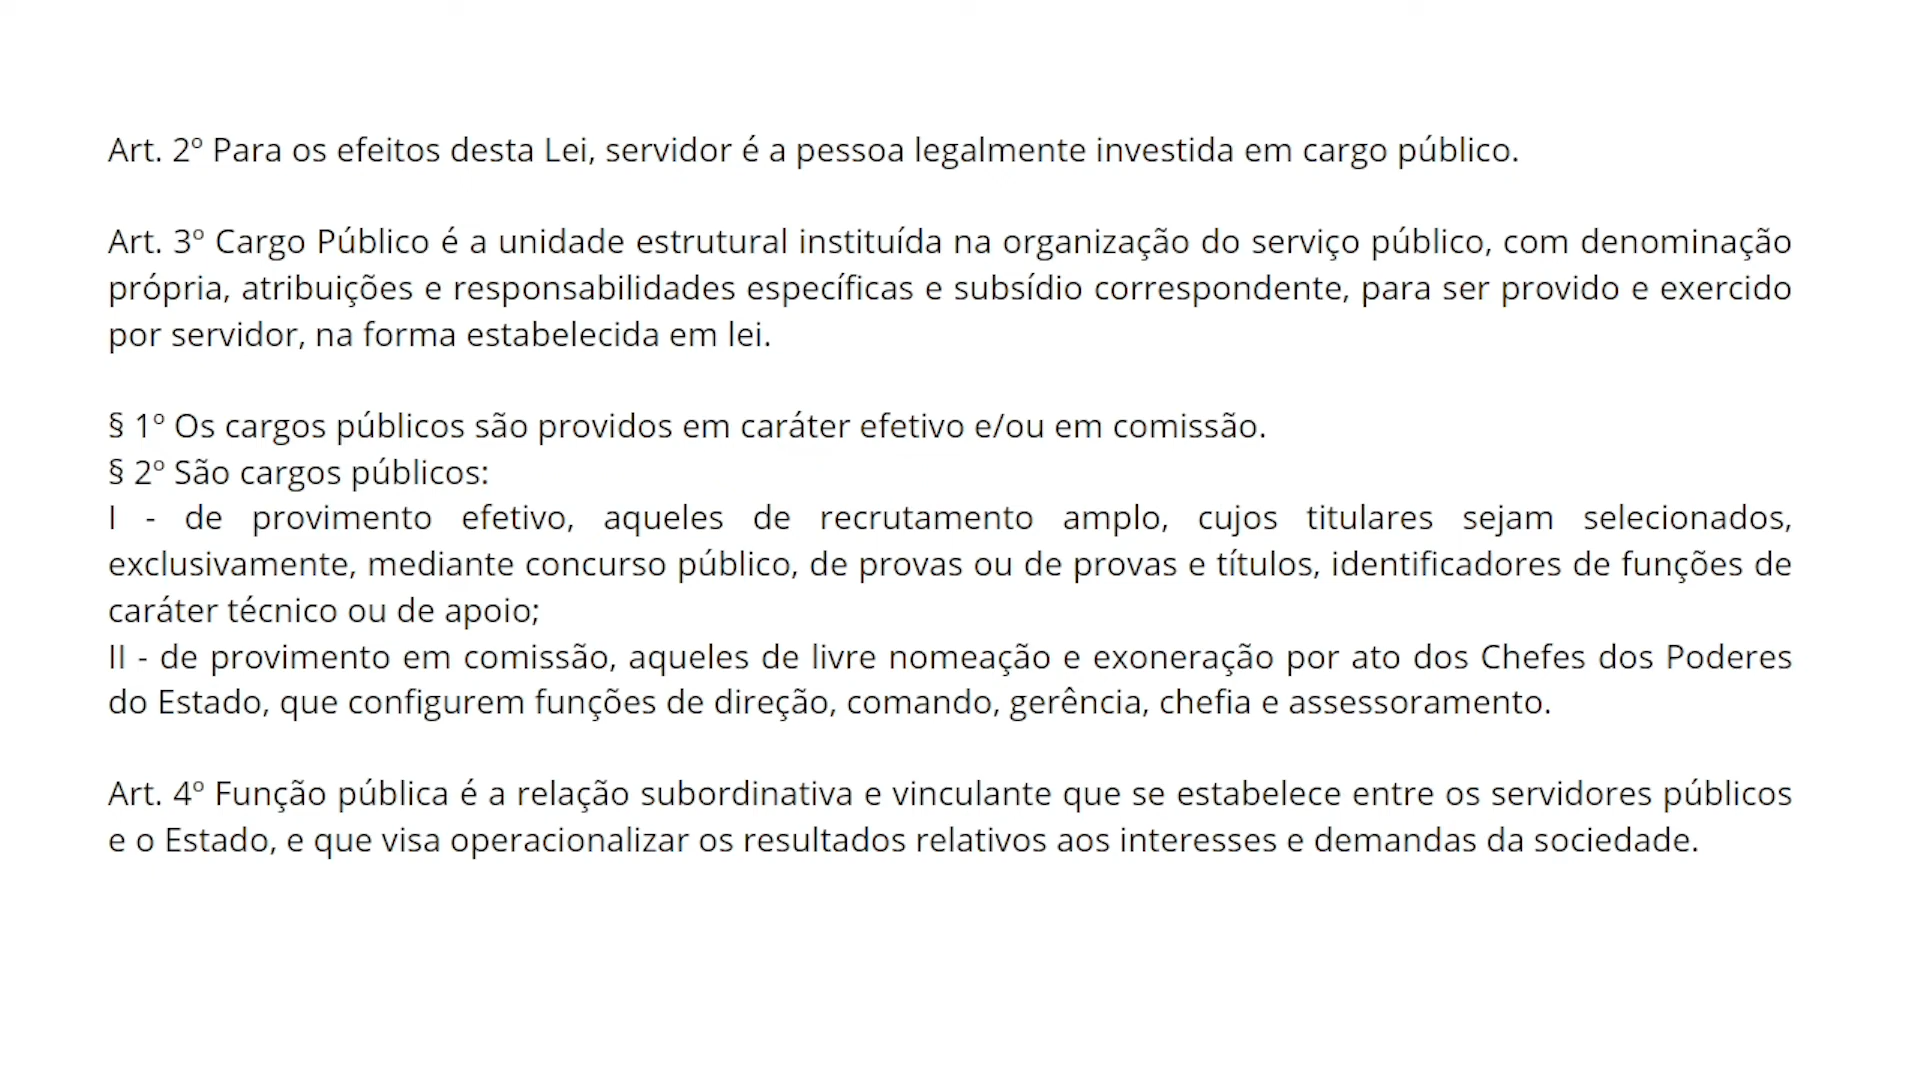 Art. 2º Para os efeitos desta Lei, servidor é a pessoa legalmente investida em cargo público.
Art. 3º Cargo Público é a unidade estrutural instituída na organização do serviço público, com denominação
própria, atribuições e responsabilidades específicas e subsídio correspondente, para ser provido e exercido
por servidor, na forma estabelecida em lei.
§ 1º Os cargos públicos são providos em caráter efetivo e/ou em comissão.
§ 2º São cargos públicos:
I - de provimento efetivo, aqueles de recrutamento amplo, cujos titulares sejam selecionados,
exclusivamente, mediante concurso público, de provas ou de provas e títulos, identificadores de funções de
caráter técnico ou de apoio;
II - de provimento em comissão, aqueles de livre nomeação e exoneração por ato dos Chefes dos Poderes
do Estado, que configurem funções de direção, comando, gerência, chefia e assessoramento.
Art. 4º Função pública é a relação subordinativa e vinculante que se estabelece entre os servidores públicos
e o Estado, e que visa operacionalizar os resultados relativos aos interesses e demandas da sociedade.